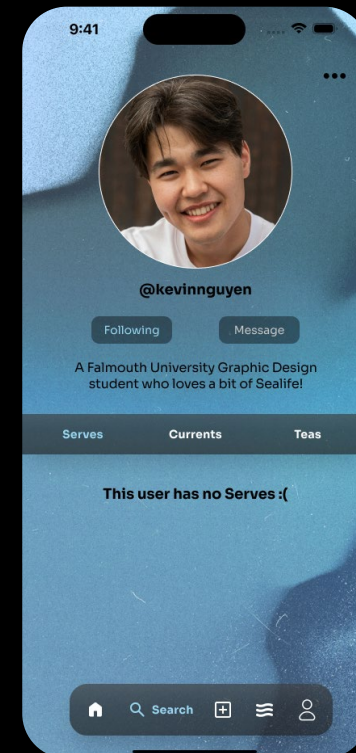 9:41
@kevinnguyen
Following Message
A Falmouth University Graphic Design
student who loves a bit of Sealife!
Serves Currents Teas
This user has no Serves :(
Search